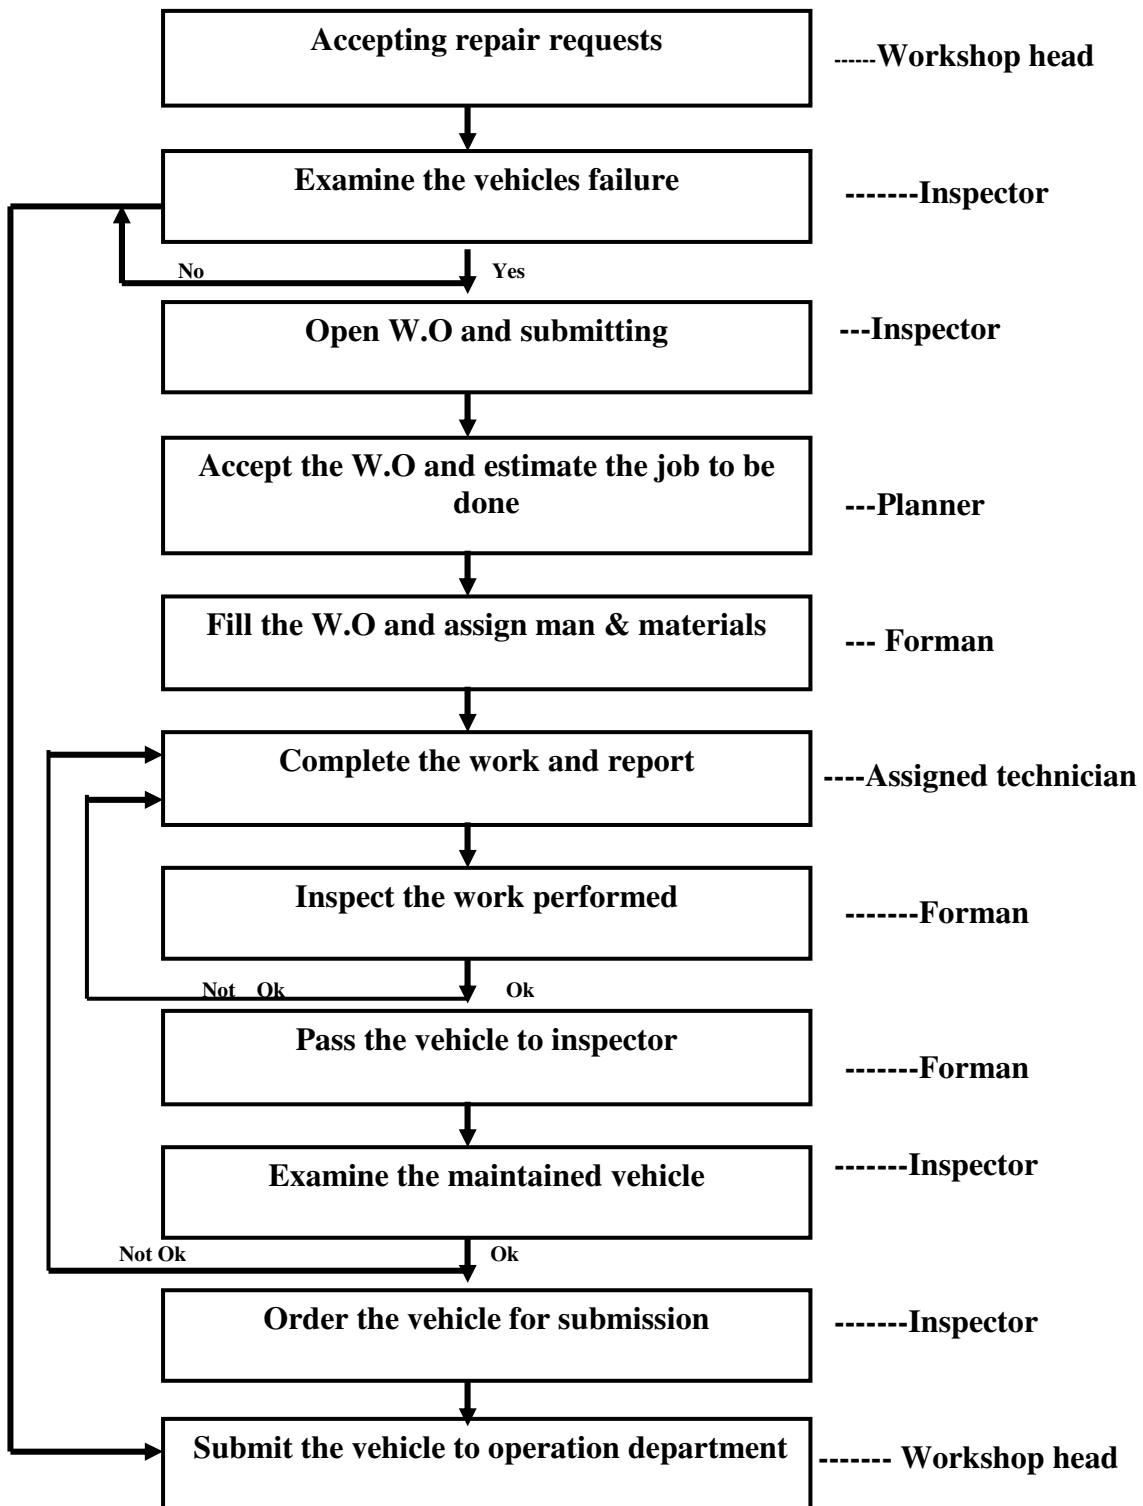 Accepting repair requests
------Workshop head
Examine the vehicles failure
-------Inspector
No
Yes
Open W.O and submitting
---Inspector
Accept the W.O and estimate the job to be
done
---Planner
Fill the W.O and assign man & materials
--- Forman
Complete the work and report
----Assigned technician
Inspect the work performed
-------Forman
Not Ok
Ok
Pass the vehicle to inspector
-------Forman
Examine the maintained vehicle
-------Inspector
Not Ok
Ok
Order the vehicle for submission
-------Inspector
Submit the vehicle to operation department
------- Workshop head